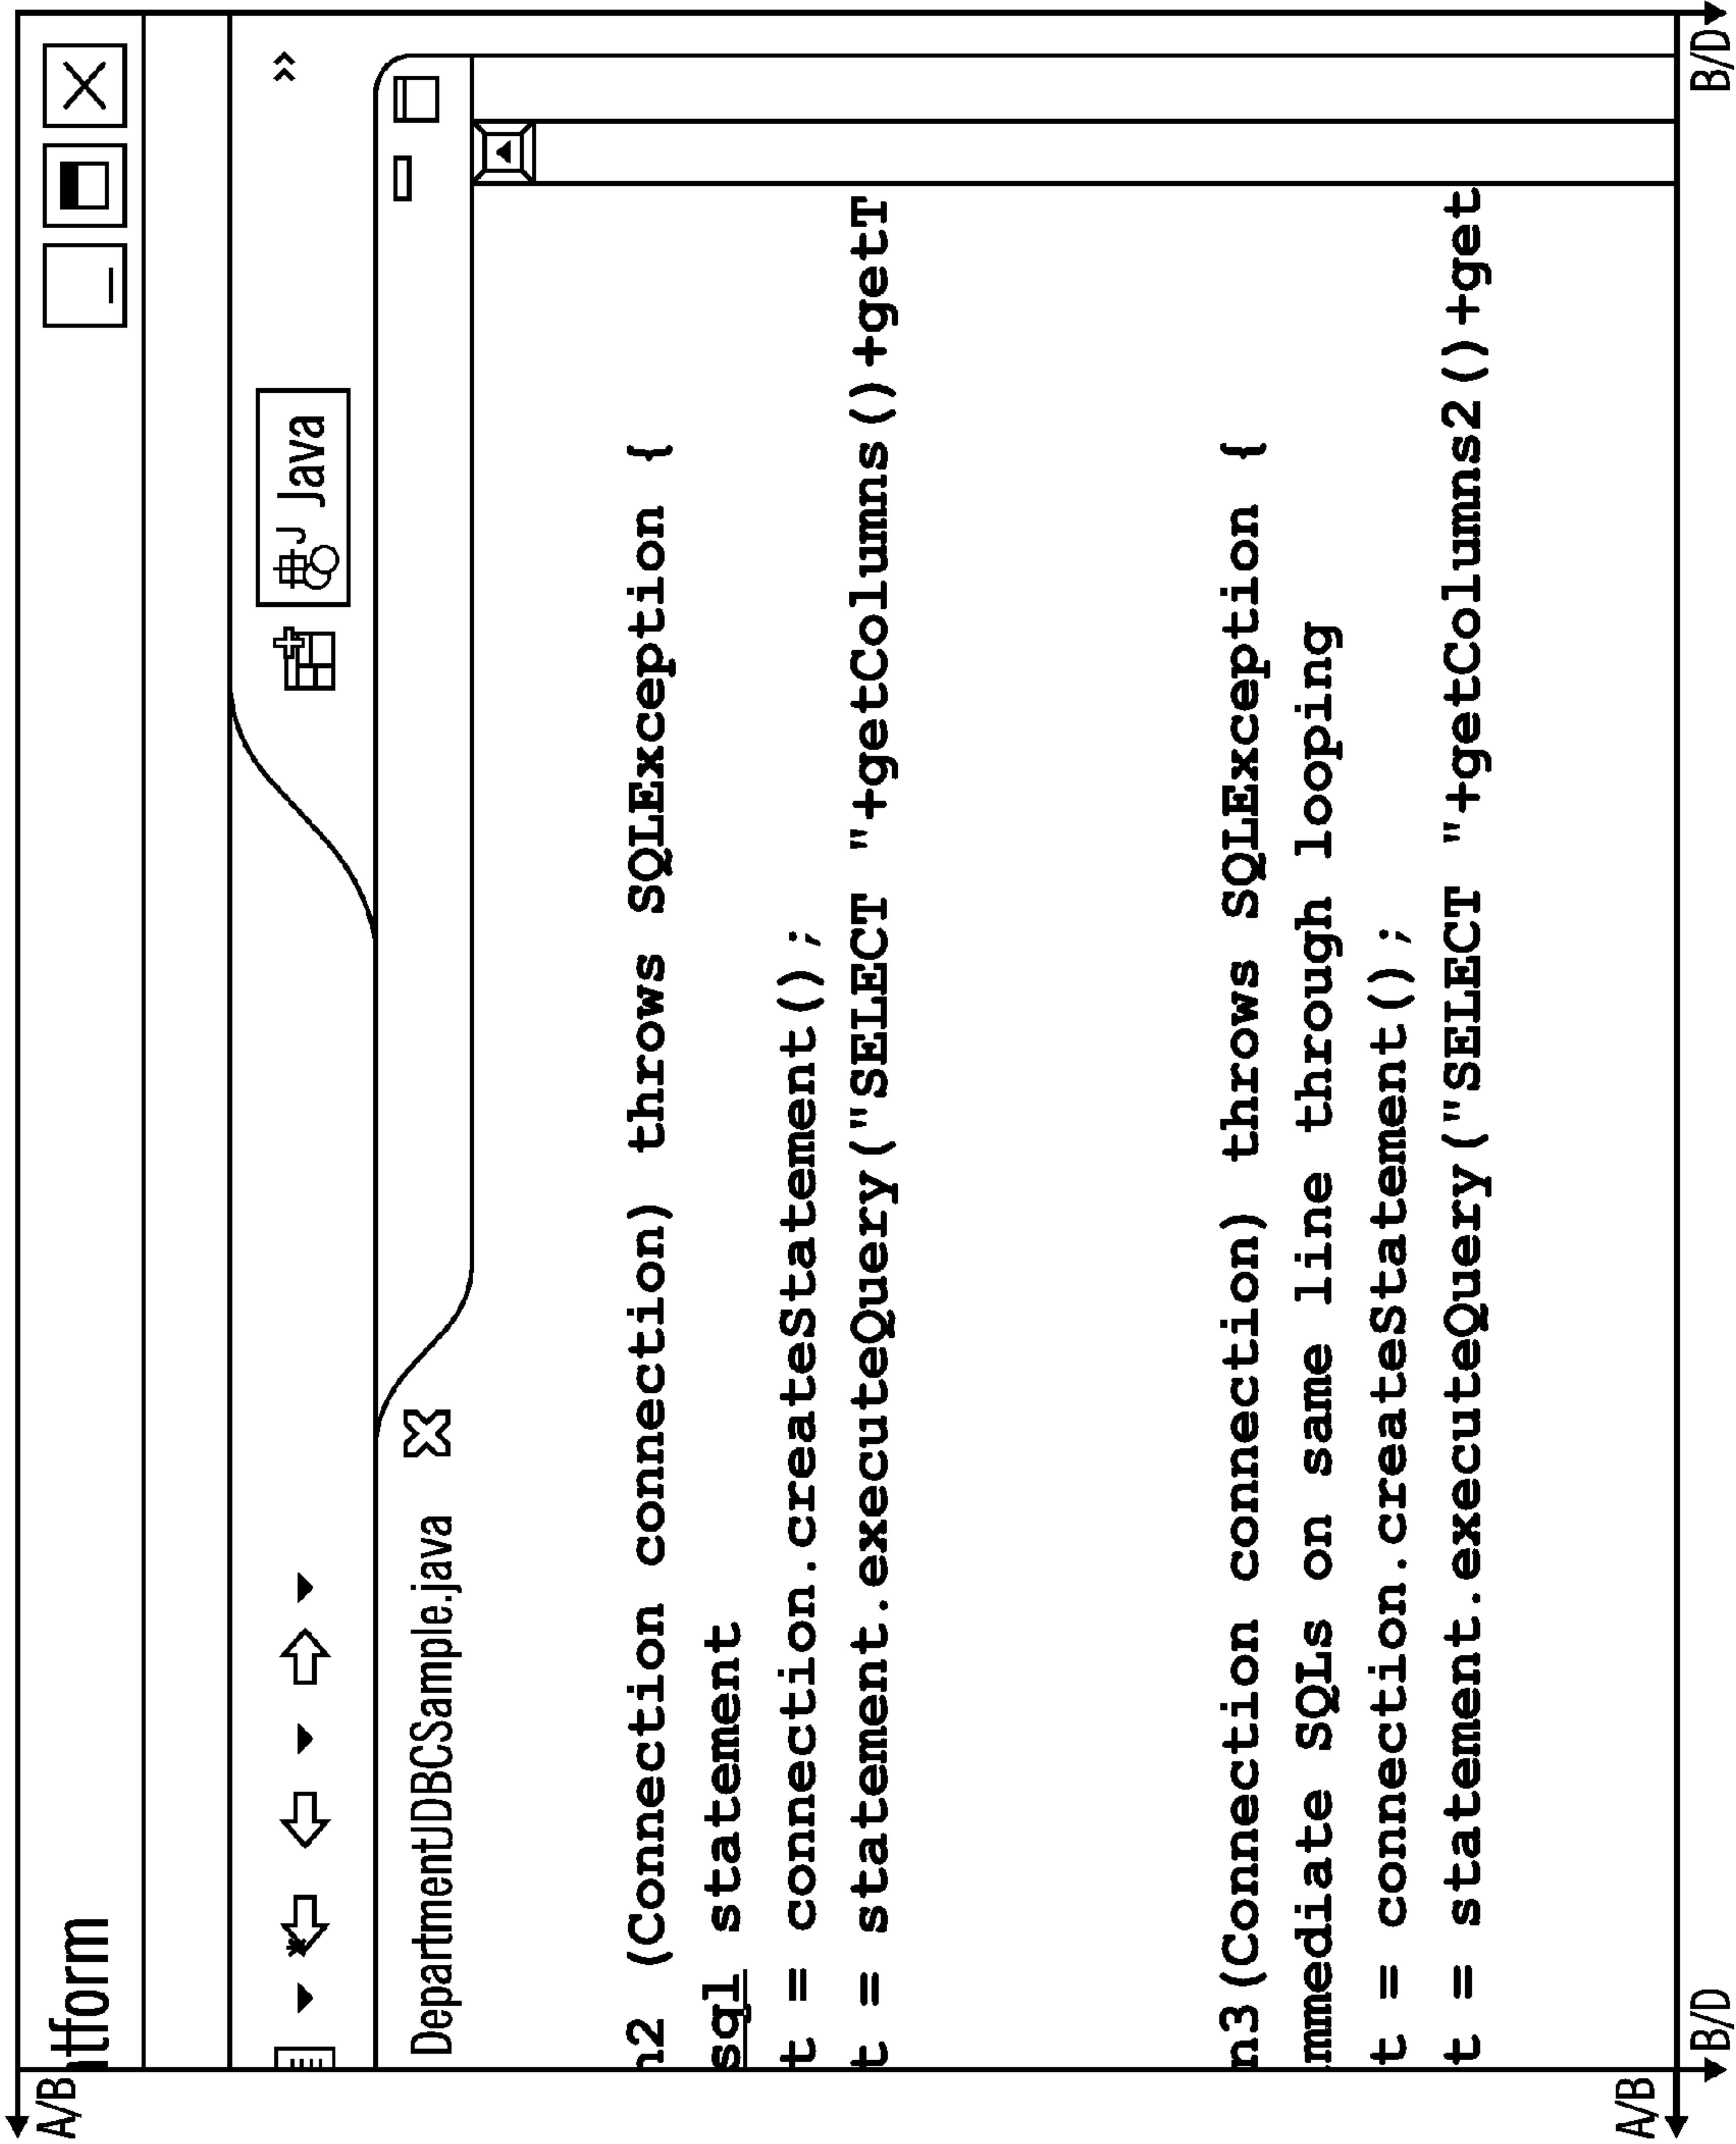 A/B
tform
Java
DepartmentJDBCSample.java
n2 (Connection connection) throws SQLException {
sql statement
t = connection.createStatement();
t = statement.executeQuery("SELECT "+getColumns()+getT
n3(Connection connection) throws SQLException {
mmediate SQLs on same line through looping
t = connection.createStatement();
t = statement.executeQuery("SELECT "+getColumns2()+get
A/B
B/D
B/D